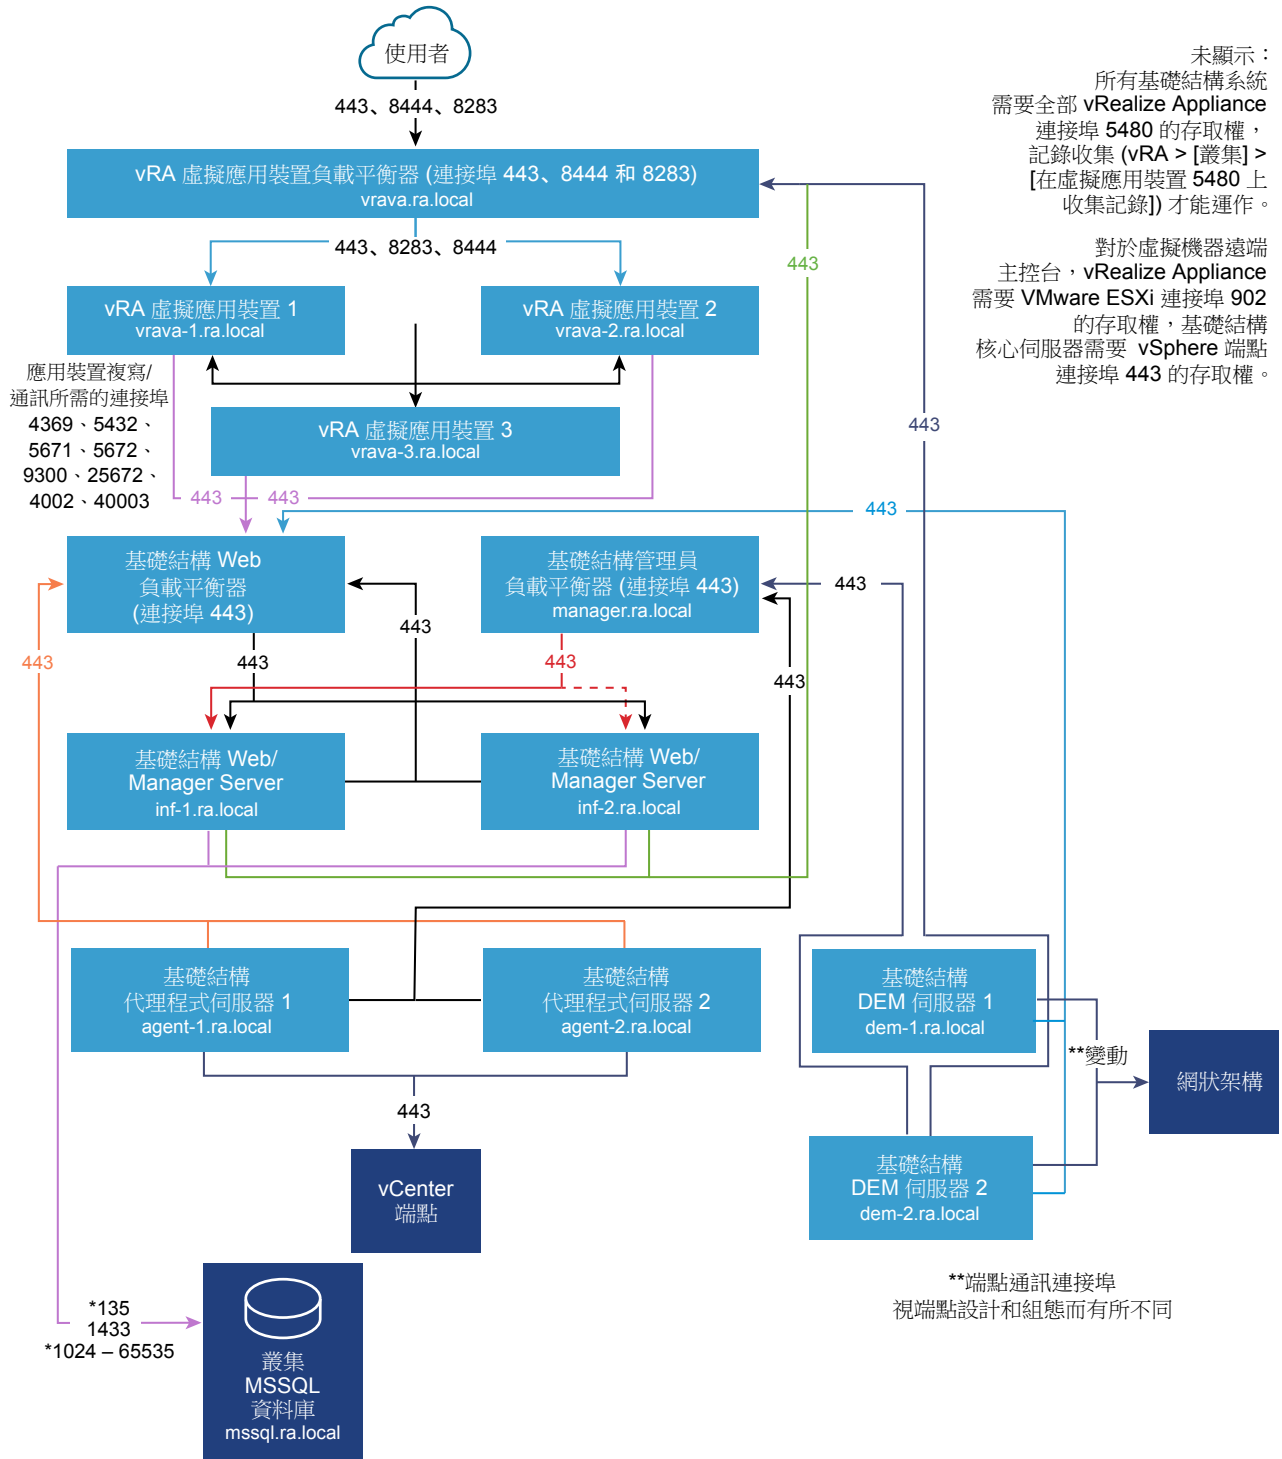 使用者
443、8444、8283
vRA 虛擬應用裝置負載平衡器 (連接埠 443、8444 和 8283)
vrava.ra.local
未顯示：
所有基礎結構系統
需要全部 vRealize Appliance
連接埠 5480 的存取權，
記錄收集 (vRA > [叢集] >
[在虛擬應用裝置 5480 上
收集記錄]) 才能運作。
對於虛擬機器遠端
主控台，vRealize Appliance
需要 VMware ESXi 連接埠 902
的存取權，基礎結構
核心伺服器需要 vSphere 端點
連接埠 443 的存取權。
443、8283、8444
443
vRA 虛擬應用裝置 1
vrava-1.ra.local
vRA 虛擬應用裝置 2
vrava-2.ra.local
應用裝置複寫/
通訊所需的連接埠
4369、5432、
5671、5672、
9300、25672、
4002、40003
vRA 虛擬應用裝置 3
vrava-3.ra.local
443
443
443
443
基礎結構 Web
負載平衡器
(連接埠 443)
基礎結構管理員
負載平衡器 (連接埠 443)
manager.ra.local
443
443
443
443
443
443
基礎結構 Web/
Manager Server
inf-1.ra.local
基礎結構 Web/
Manager Server
inf-2.ra.local
基礎結構
代理程式伺服器 1
agent-1.ra.local
基礎結構
代理程式伺服器 2
agent-2.ra.local
基礎結構
DEM 伺服器 1
dem-1.ra.local
**變動
網狀架構
443
vCenter
端點
基礎結構
DEM 伺服器 2
dem-2.ra.local
**端點通訊連接埠
視端點設計和組態而有所不同
*135
1433
*1024 – 65535
叢集
MSSQL
資料庫
mssql.ra.local